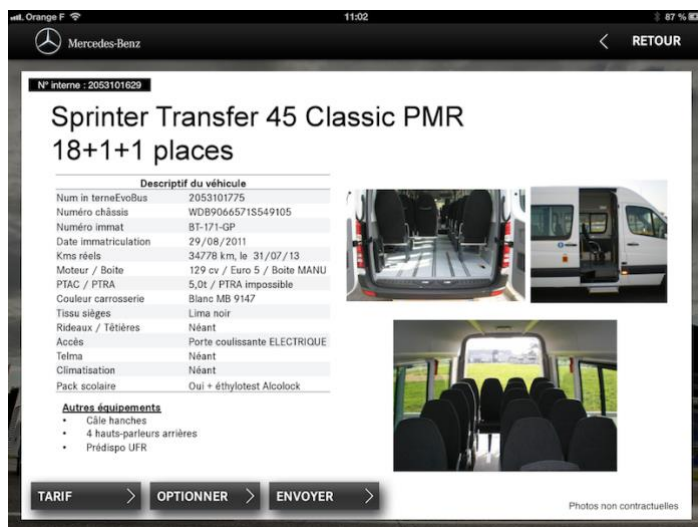 Orange F
11:02
87 %
Mercedes-Benz
RETOUR
N° interne : 2053101629
Sprinter Transfer 45 Classic PMR
18+1+1 places
Descriptif du véhicule
Num in terneEvoBus 2053101775
Numéro châssis WDB9066571S549105
Numéro immat BT-171-GP
Date immatriculation 29/08/2011
Kms réels 34778 km, le 31/07/13
Moteur / Boite 129 cv / Euro 5 / Boite MANU
PTAC / PTRA 5,0t / PTRA impossible
Couleur carrosserie Blanc MB 9147
Tissu sièges Lima noir
Rideaux / Têtières Néant
Accès Porte coulissante ELECTRIQUE
Telma Néant
Climatisation Néant
Pack scolaire Oui + éthylotest Alcolock
Autres équipements
• Câle hanches
• 4 hauts-parleurs arrières
• Prédispo UFR
TARIF
OPTIONNER
ENVOYER
Photos non contractuelles